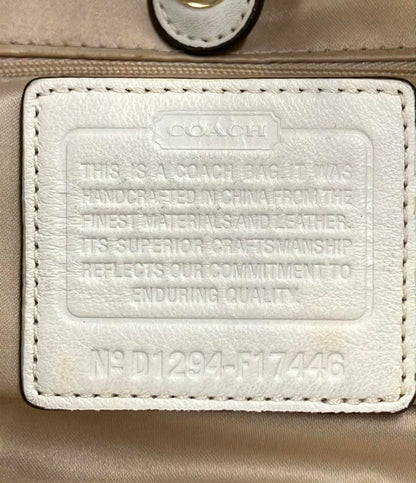 COACH
THIS IS A COACH BAG. IT WAS
HANDCRAFTED IN CHINA FROM THE
FINEST MATERIALS AND LEATHER.
ITS SUPERIOR CRAFTSMANSHIP
REFLECTS OUR COMMITMENT TO
ENDURING QUALITY.
Nº D1294-F17446